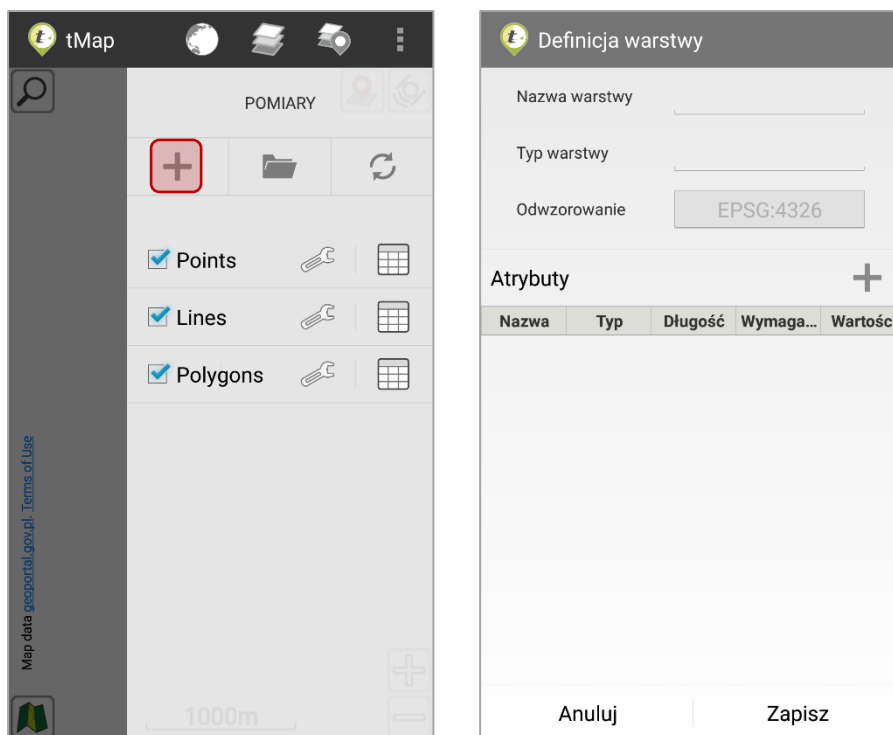 tMap
POMIARY
Points
Lines
Polygons
Map data geoportal.gov.pl. Terms of Use
1000m
Definicja warstwy
Nazwa warstwy
Typ warstwy
Odwzorowanie EPSG:4326
Atrybuty
Nazwa Typ Długość Wymaga... Wartośc
Anuluj Zapisz